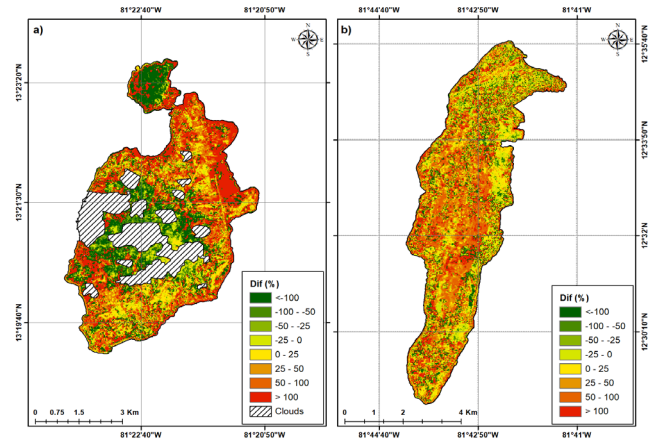 81°22'40"W 81°20'50"W
81°44'40"W 81°42'50"W 81°41'W
a)
N
W E
S
b)
N
W E
S
13°23'20"N
13°21'30"N
12°35'40"N
12°33'50"N
12°32'N
12°30'10"N
Dif (%)
<-100
-100 - -50
-50 - -25
-25 - 0
0 - 25
25 - 50
50 - 100
> 100
Clouds
Dif (%)
<-100
-100 - -50
-50 - -25
-25 - 0
0 - 25
25 - 50
50 - 100
> 100
0 0.75 1.5 3 Km
0 1 2 4 Km
81°22'40"W 81°20'50"W
81°44'40"W 81°42'50"W 81°41'W